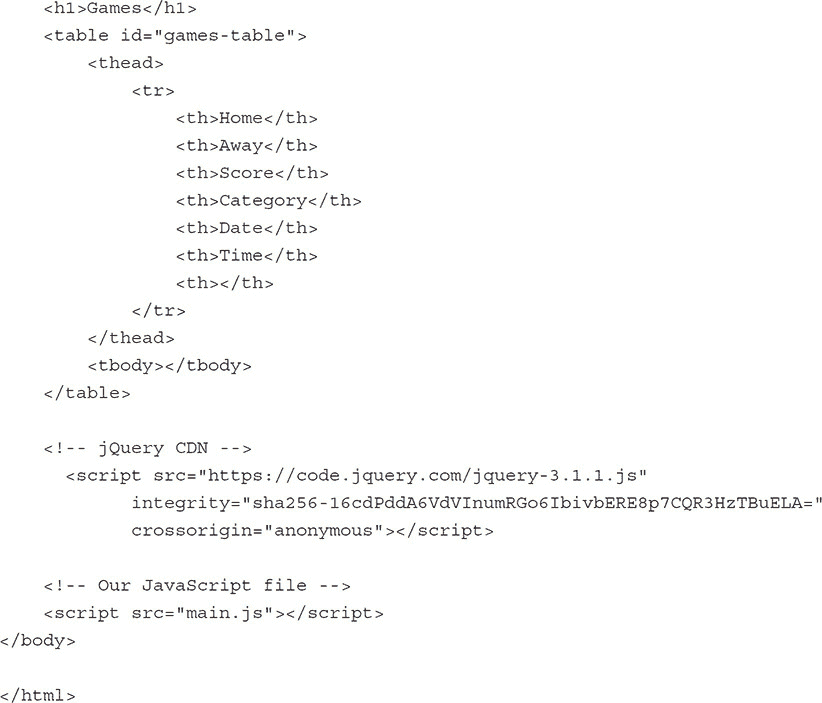 <h1>Games</h1>
<table id="games-table">
<thead>
<tr>
<th>Home</th>
<th>Away</th>
<th>Score</th>
<th>Category</th>
<th>Date</th>
<th>Time</th>
<th></th>
</tr>
</thead>
<tbody></tbody>
</table>
<!-- jQuery CDN -->
<script src="https://code.jquery.com/jquery-3.1.1.js"
integrity="sha256-16cdPddA6VdVInumRGo6IbivbERE8p7CQR3HzTBuELA="
crossorigin="anonymous"></script>
<!-- Our JavaScript file -->
<script src="main.js"></script>
</body>
</html>